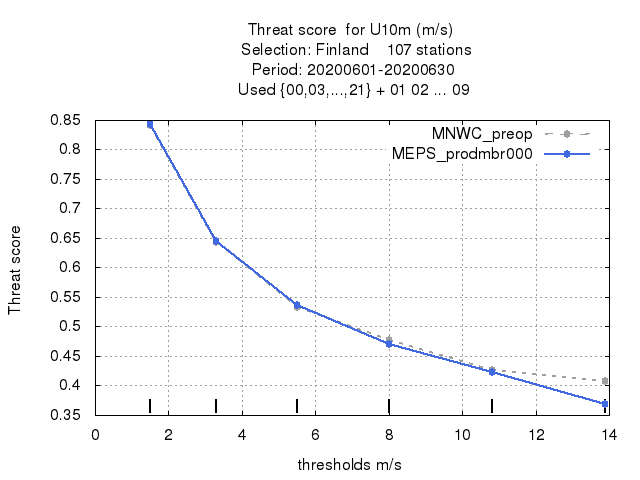 Threat score  for U10m (m/s)
Selection: Finland    107 stations
Period: 20200601-20200630
Used {00,03,...,21} + 01 02 ... 09
MNWC_preop
MEPS_prodmbr000
0.85
0.8
0.75
0.7
0.65
0.6
0.55
0.5
0.45
0.4
0.35
Threat score
0 2 4 6 8 10 12 14
thresholds m/s